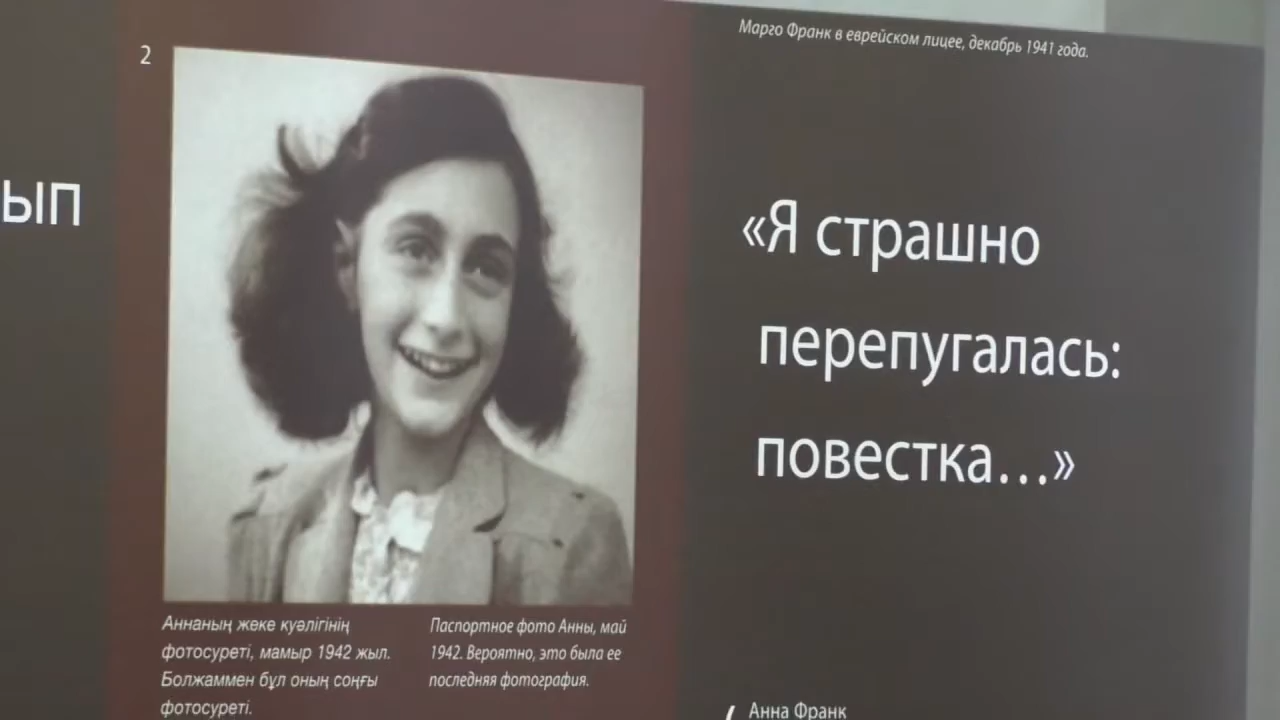 Марго Франк в еврейском лицее, декабрь 1941 года.
2
ып
«Я страшно
перепугалась:
повестка...»
Аннаның жеке куәлігінің
фотосуреті, мамыр 1942 жыл.
Болжаммен бұл оның соңғы
фотосуреті.
Паспортное фото Анны, май
1942. Вероятно, это была ее
последняя фотография.
Анна Франк